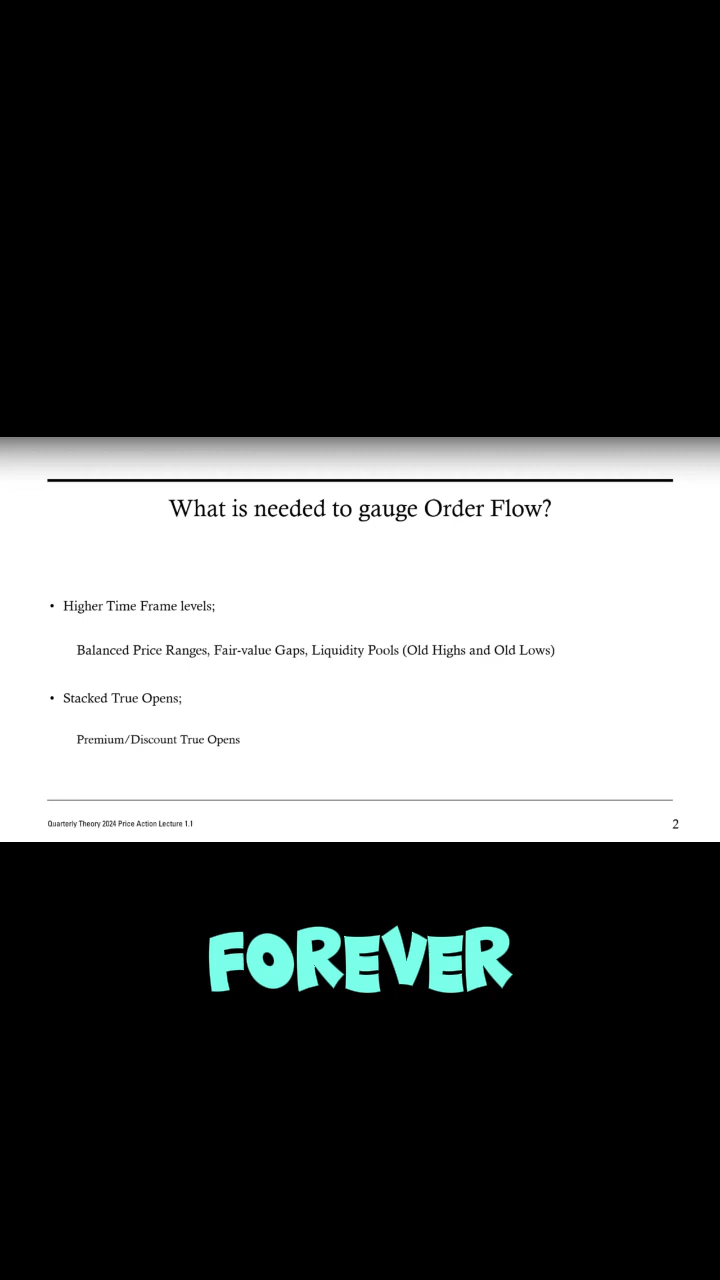 What is needed to gauge Order Flow?
• Higher Time Frame levels;
Balanced Price Ranges, Fair-value Gaps, Liquidity Pools (Old Highs and Old Lows)
• Stacked True Opens;
Premium/Discount True Opens
Quarterly Theory 2024 Price Action Lecture 1.1
2
FOREVER